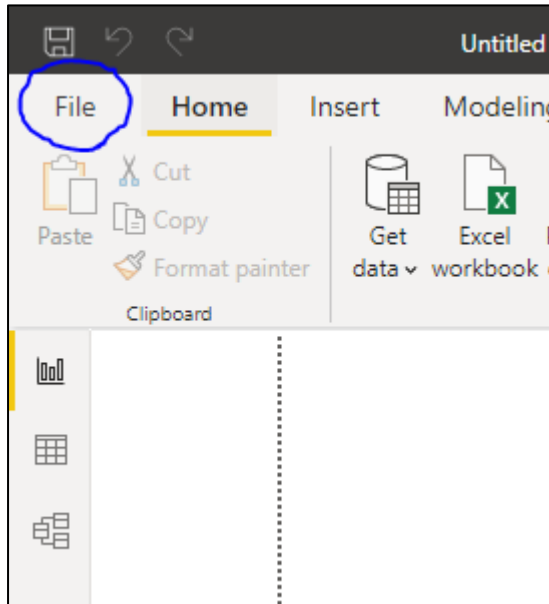 Untitled
File Home Insert Modeling
Paste
Cut
Copy
Format painter
Clipboard
Get data
Excel workbook
X